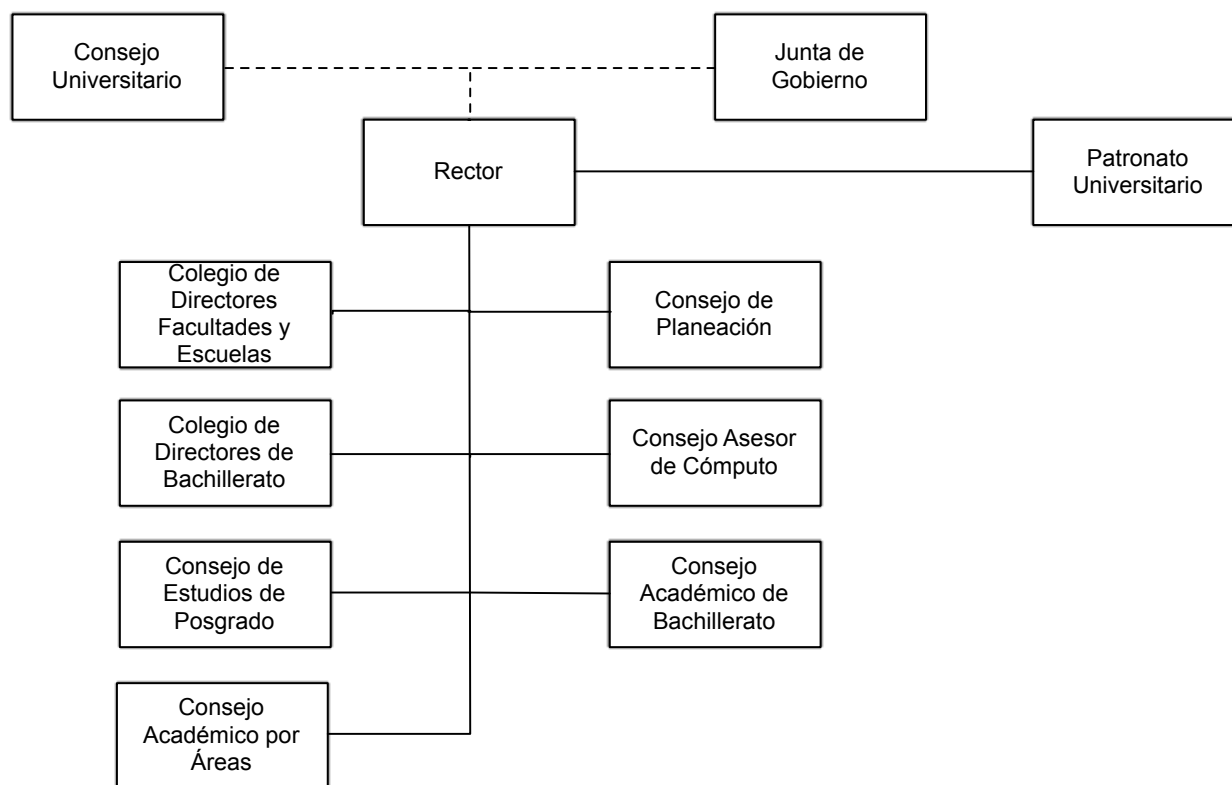 Consejo
Universitario
Junta de
Gobierno
Rector
Patronato
Universitario
Colegio de
Directores
Facultades y
Escuelas
Consejo de
Planeación
Colegio de
Directores de
Bachillerato
Consejo Asesor
de Cómputo
Consejo de
Estudios de
Posgrado
Consejo
Académico de
Bachillerato
Consejo
Académico por
Áreas